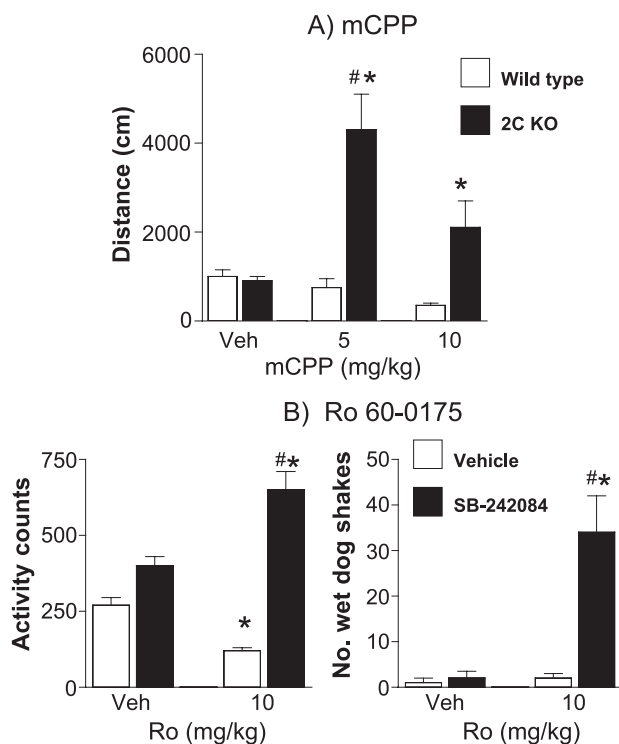 A) mCPP
6000
4000
2000
0
Distance (cm)
Wild type
2C KO
#*
*
Veh 5 10
mCPP (mg/kg)
B) Ro 60-0175
750
500
250
0
Activity counts
*
#*
Veh 10
Ro (mg/kg)
50
40
30
20
10
0
No. wet dog shakes
Vehicle
SB-242084
#*
Veh 10
Ro (mg/kg)